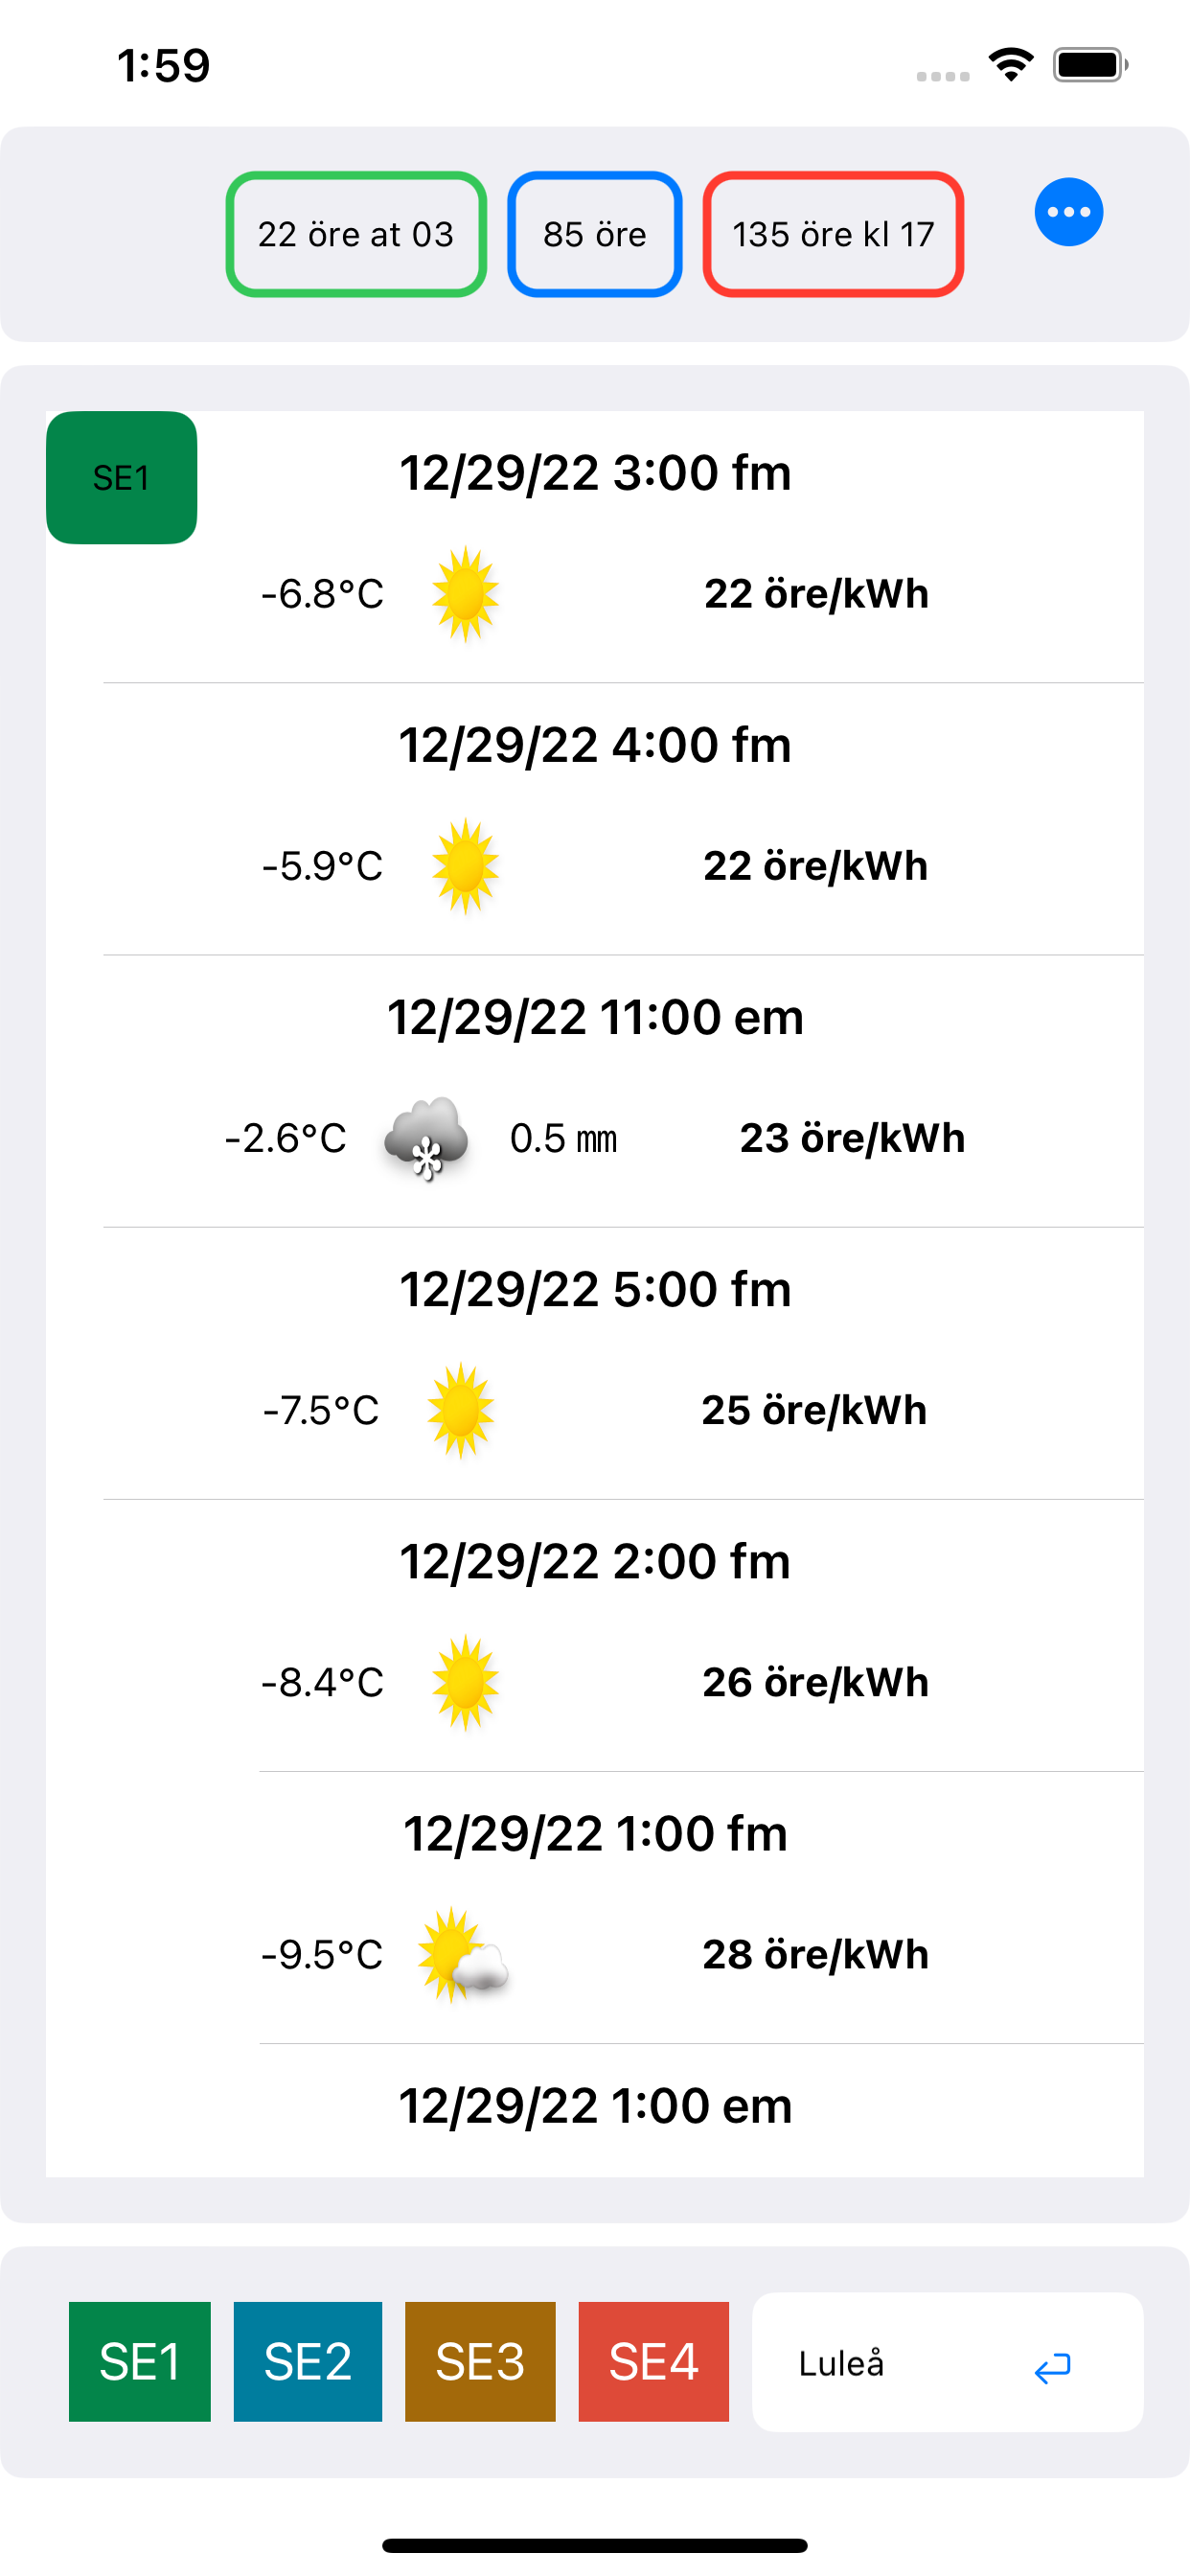 1:59
22 öre at 03
85 öre
135 öre kl 17
SE1
12/29/22 3:00 fm
-6.8°C
22 öre/kWh
12/29/22 4:00 fm
-5.9°C
22 öre/kWh
12/29/22 11:00 em
-2.6°C
0.5 mm
23 öre/kWh
12/29/22 5:00 fm
-7.5°C
25 öre/kWh
12/29/22 2:00 fm
-8.4°C
26 öre/kWh
12/29/22 1:00 fm
-9.5°C
28 öre/kWh
12/29/22 1:00 em
SE1
SE2
SE3
SE4
Luleå